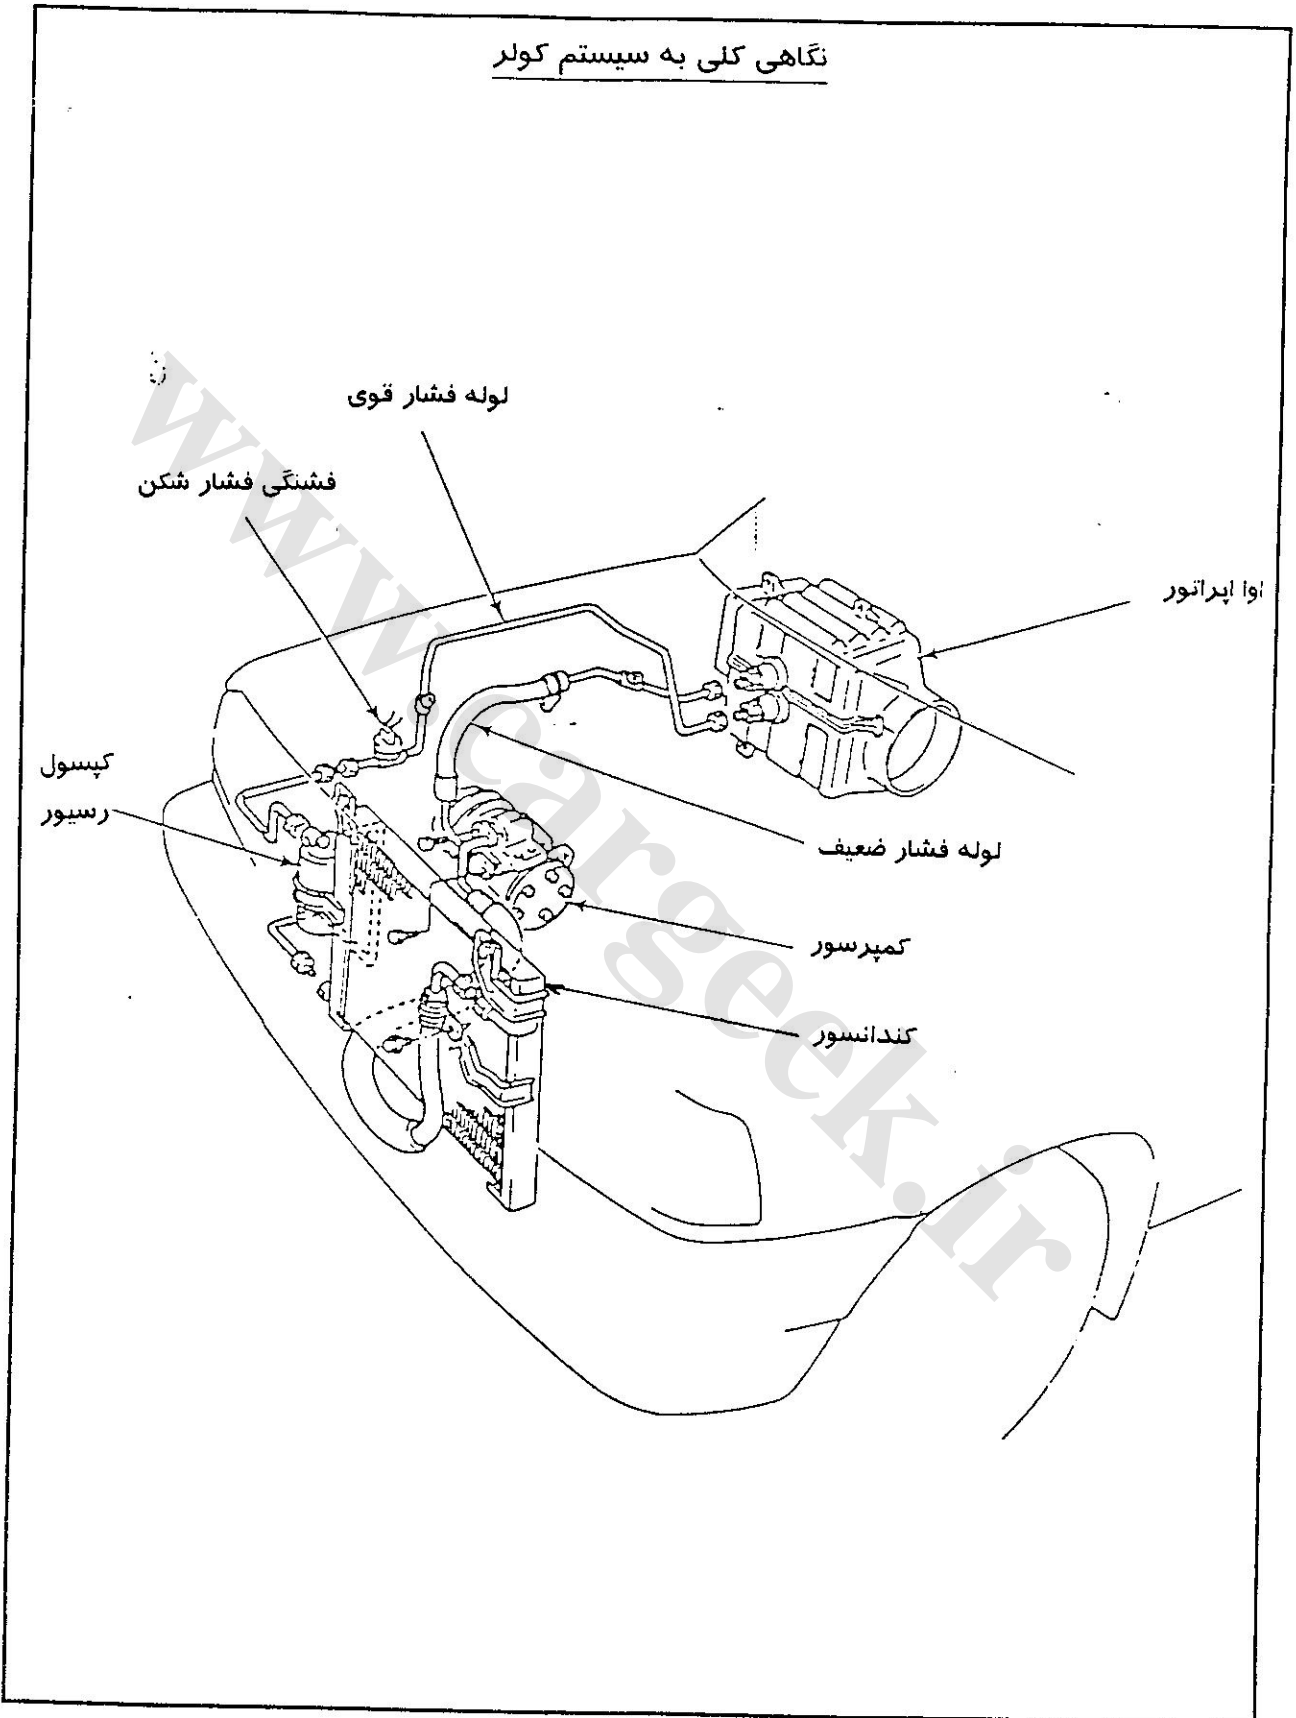 نگاهی کلی به سیستم کولر
لوله فشار قوی
فشنگی فشار شکن
اوا اپراتور
کپسول
رسیور
لوله فشار ضعیف
کمپرسور
کندانسور
www.cargeek.ir